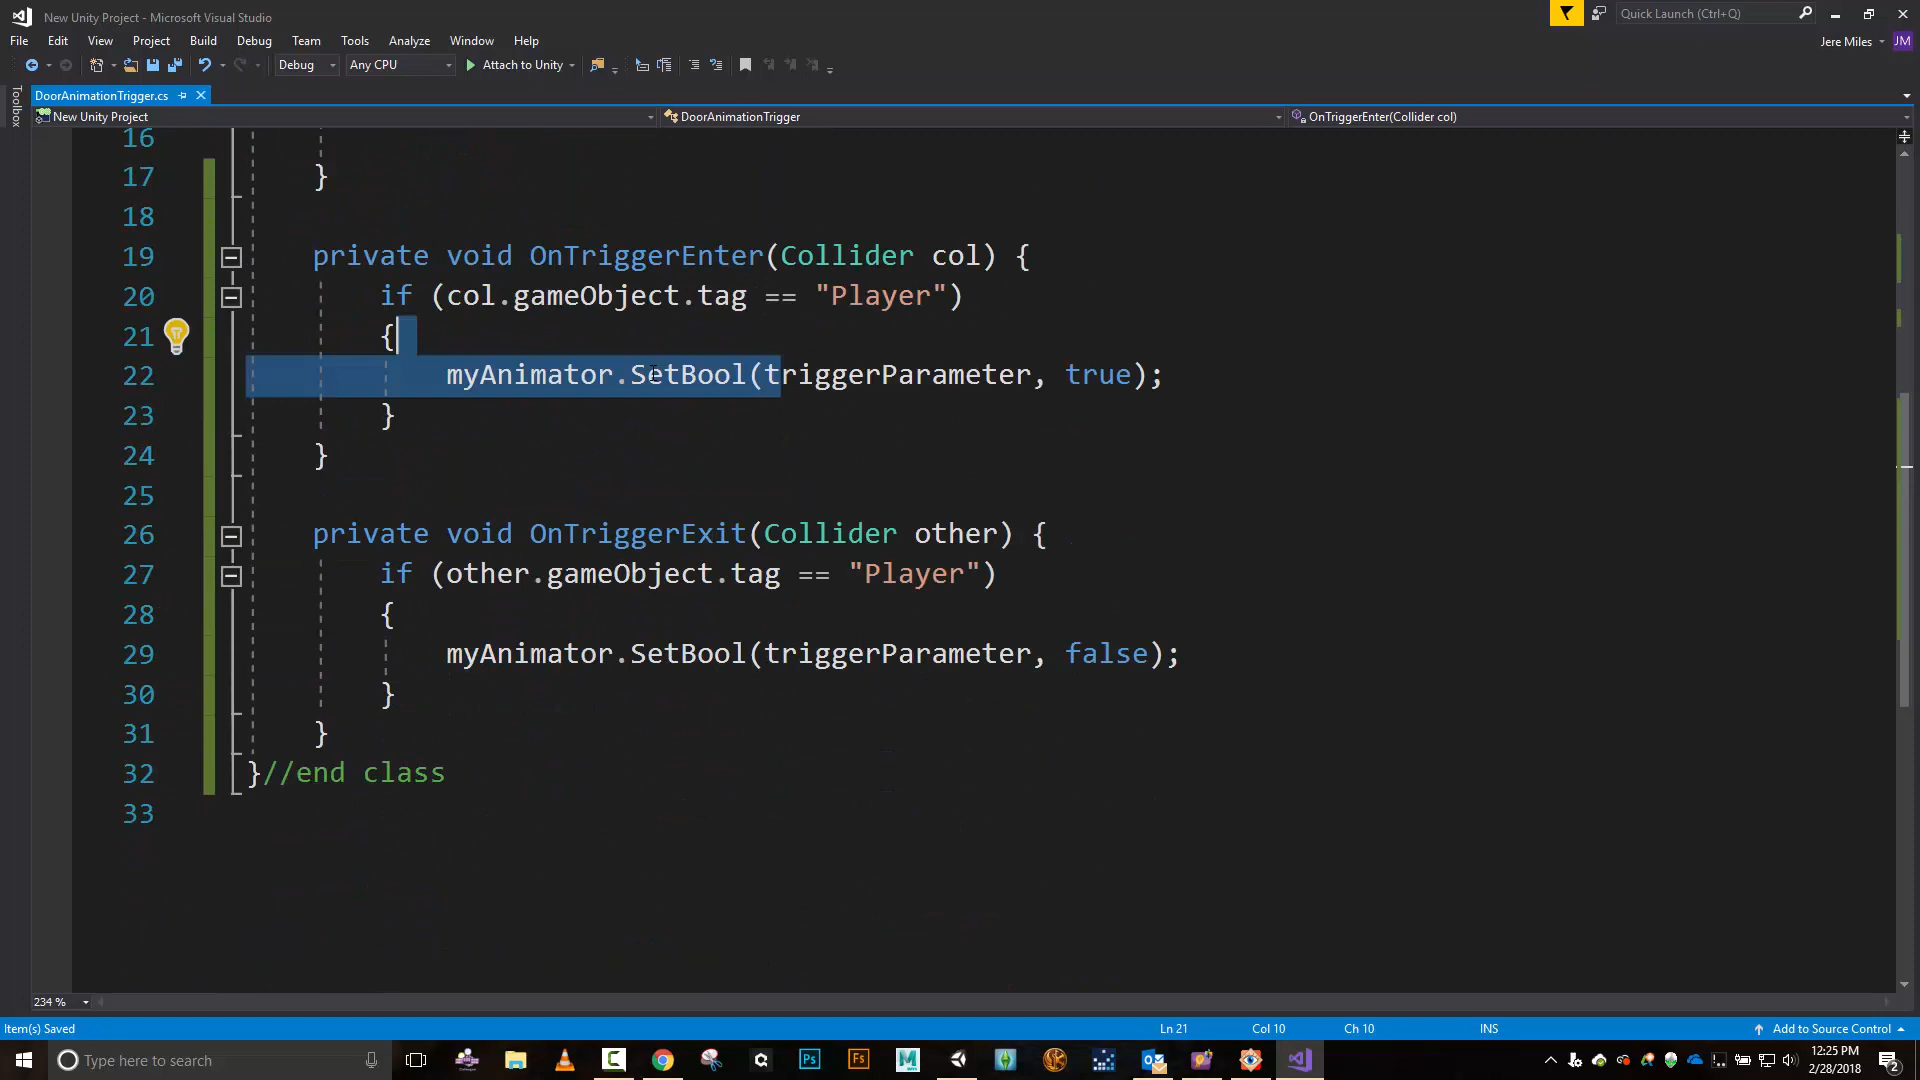 New Unity Project - Microsoft Visual Studio
Quick Launch (Ctrl+Q)
File Edit View Project Build Debug Team Tools Analyze Window Help
Jere Miles JM
Debug Any CPU Attach to Unity
DoorAnimationTrigger.cs
Toolbox
New Unity Project DoorAnimationTrigger OnTriggerEnter(Collider col)
16
17 }
18
19 private void OnTriggerEnter(Collider col) {
20 if (col.gameObject.tag == "Player")
21 {
22 myAnimator.SetBool(triggerParameter, true);
23 }
24 }
25
26 private void OnTriggerExit(Collider other) {
27 if (other.gameObject.tag == "Player")
28 {
29 myAnimator.SetBool(triggerParameter, false);
30 }
31 }
32 }//end class
33
234 %
Item(s) Saved Ln 21 Col 10 Ch 10 INS Add to Source Control
Type here to search
Ps Fs
12:25 PM
2/28/2018
2